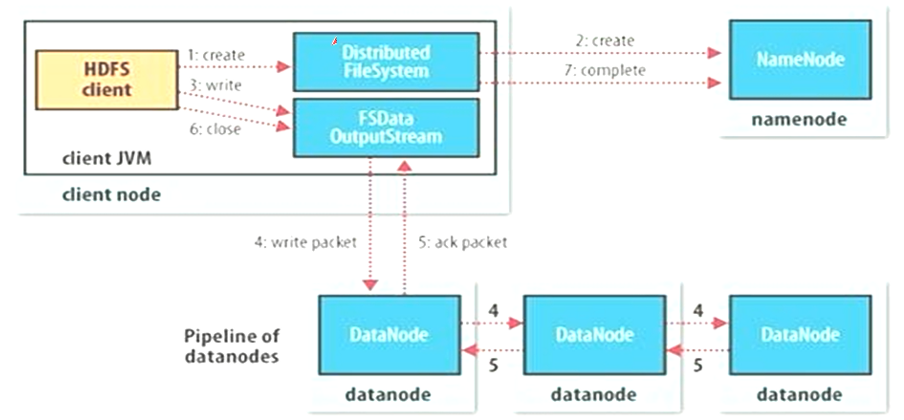 HDFS
client
1: create
3: write
6: close
Distributed
FileSystem
FSData
OutputStream
client JVM
client node
2: create
7: complete
NameNode
namenode
4: write packet
5: ack packet
Pipeline of
datanodes
DataNode
datanode
4
5
DataNode
datanode
4
5
DataNode
datanode